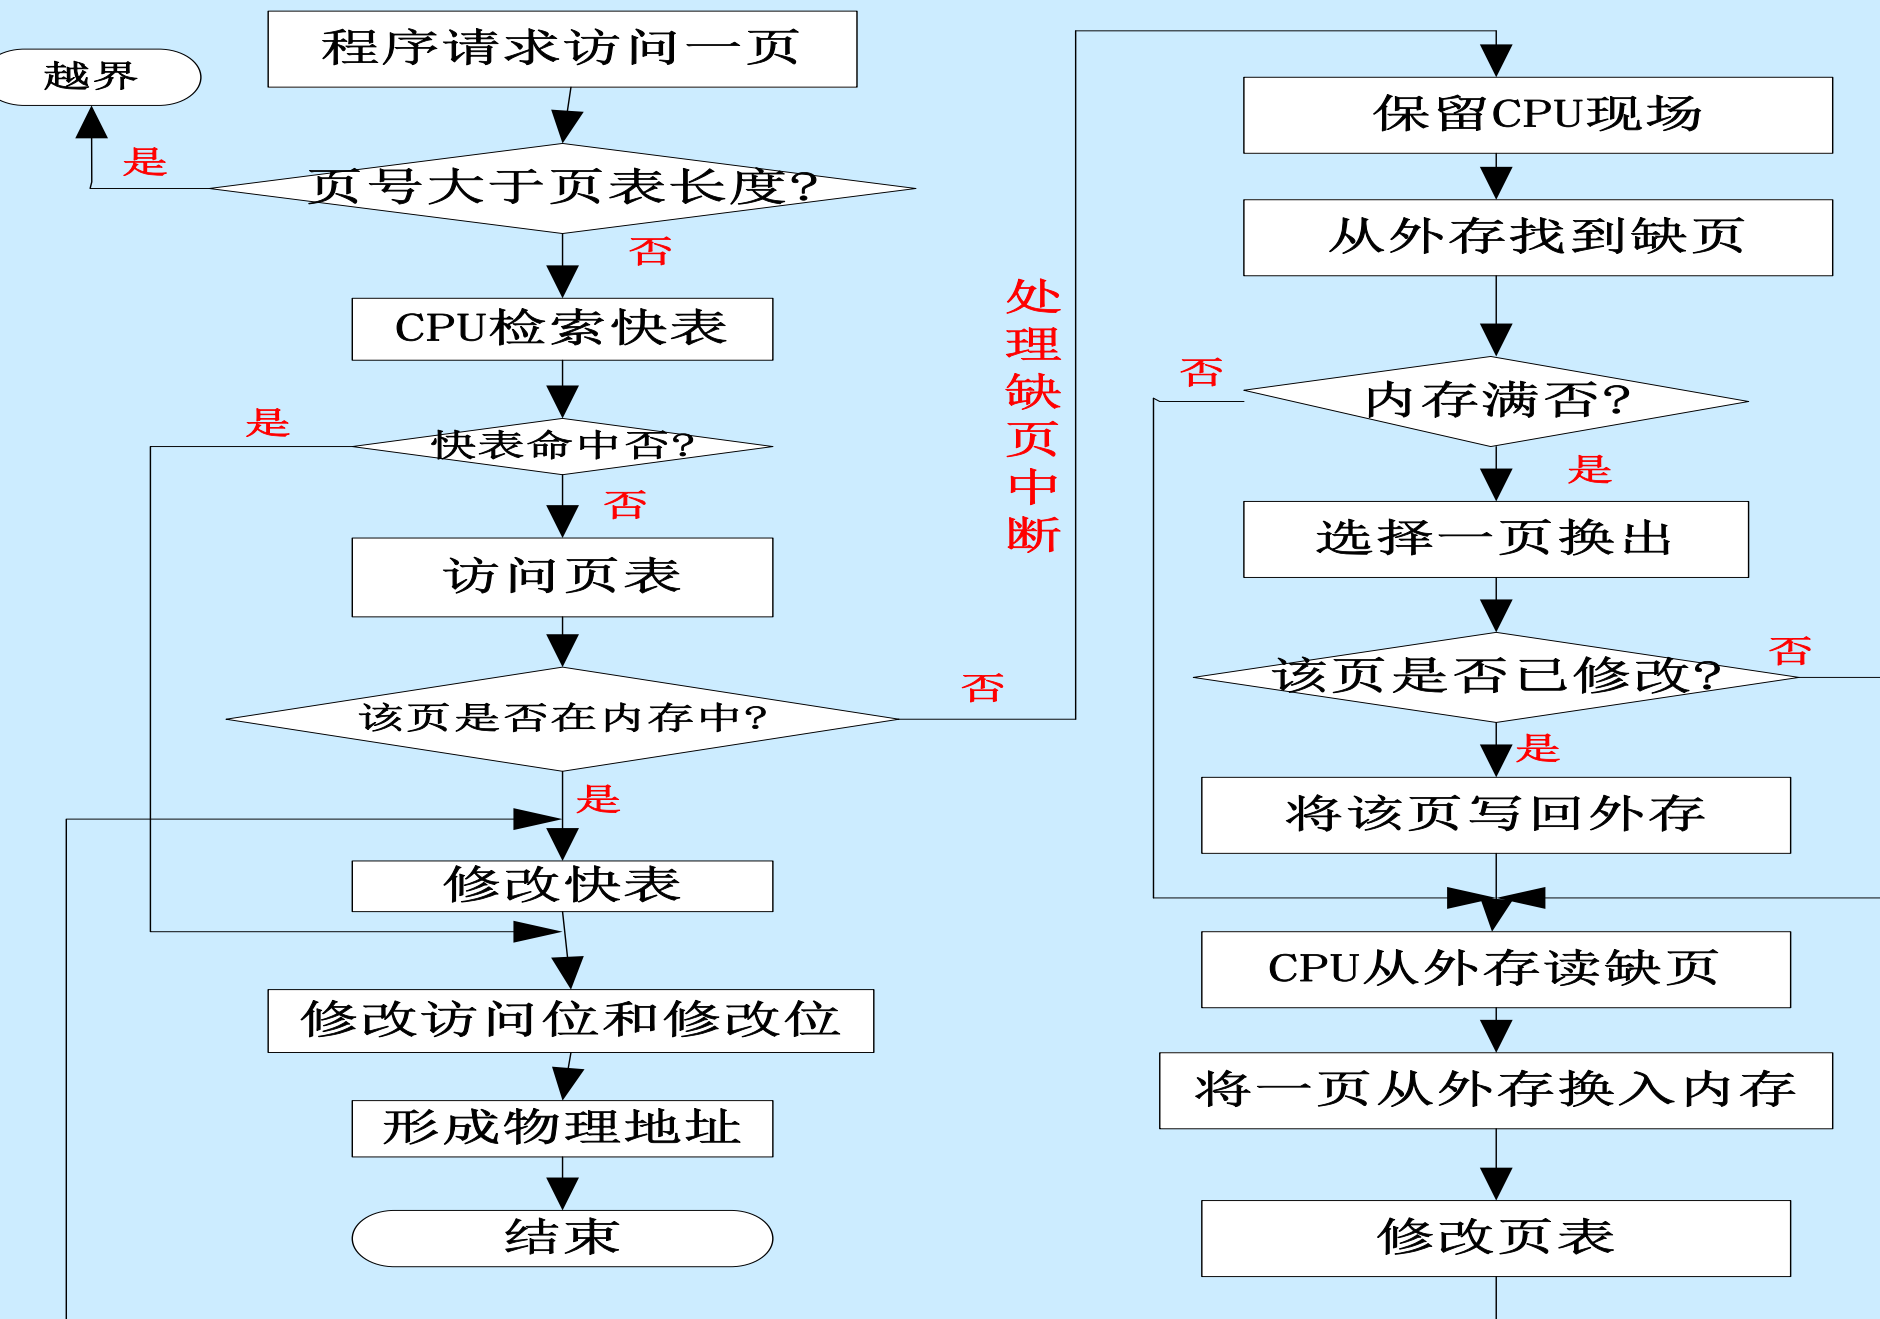 程序请求访问一页
越界
是
页号大于页表长度?
否
CPU检索快表
是
快表命中否?
否
访问页表
该页是否在内存中?
否
是
修改快表
修改访问位和修改位
形成物理地址
结束
处理缺页中断
保留CPU现场
从外存找到缺页
否
内存满否?
是
选择一页换出
该页是否已修改?
否
是
将该页写回外存
CPU从外存读缺页
将一页从外存换入内存
修改页表